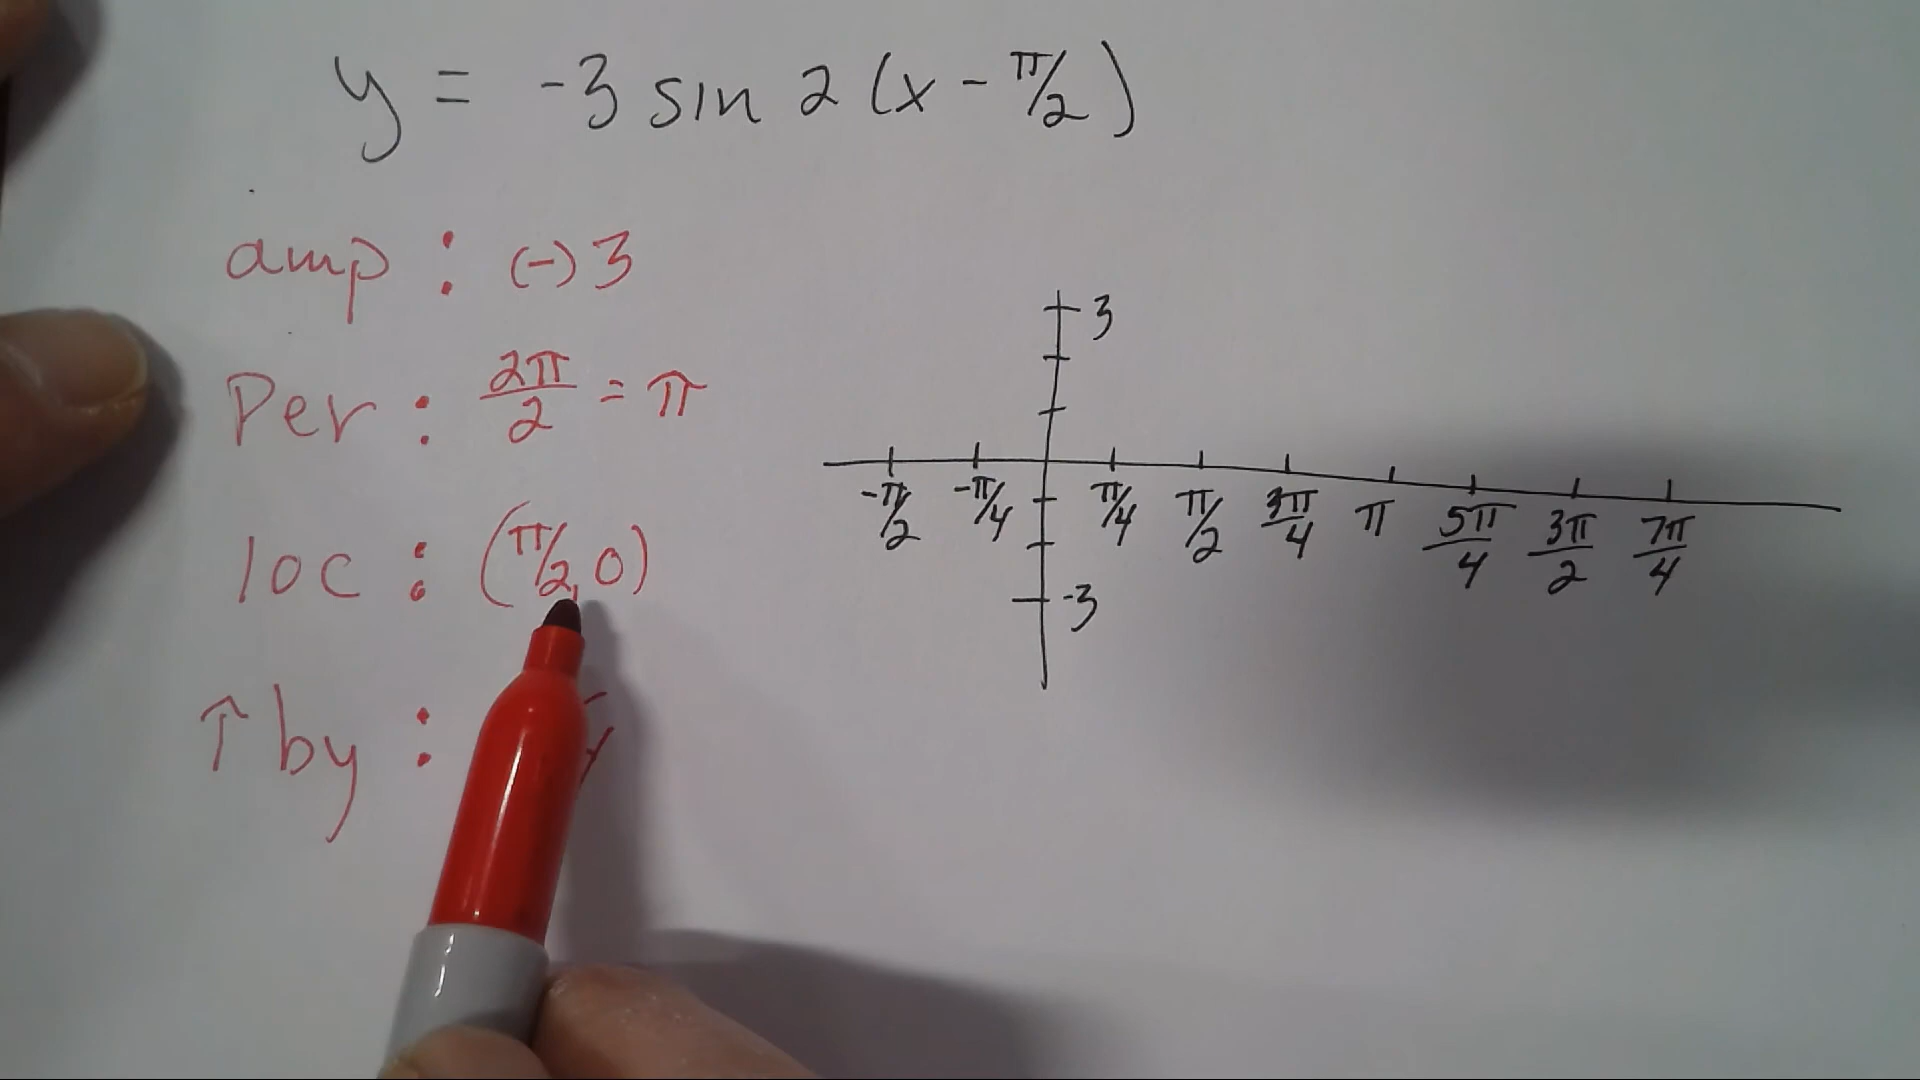 y = -3 sin 2 (x - π/2)
amp : (-) 3
Per : 2π/2 = π
loc : (π/2, 0)
↑ by :
3
-π/2 -π/4 π/4 π/2 3π/4 π 5π/4 3π/2 7π/4
-3